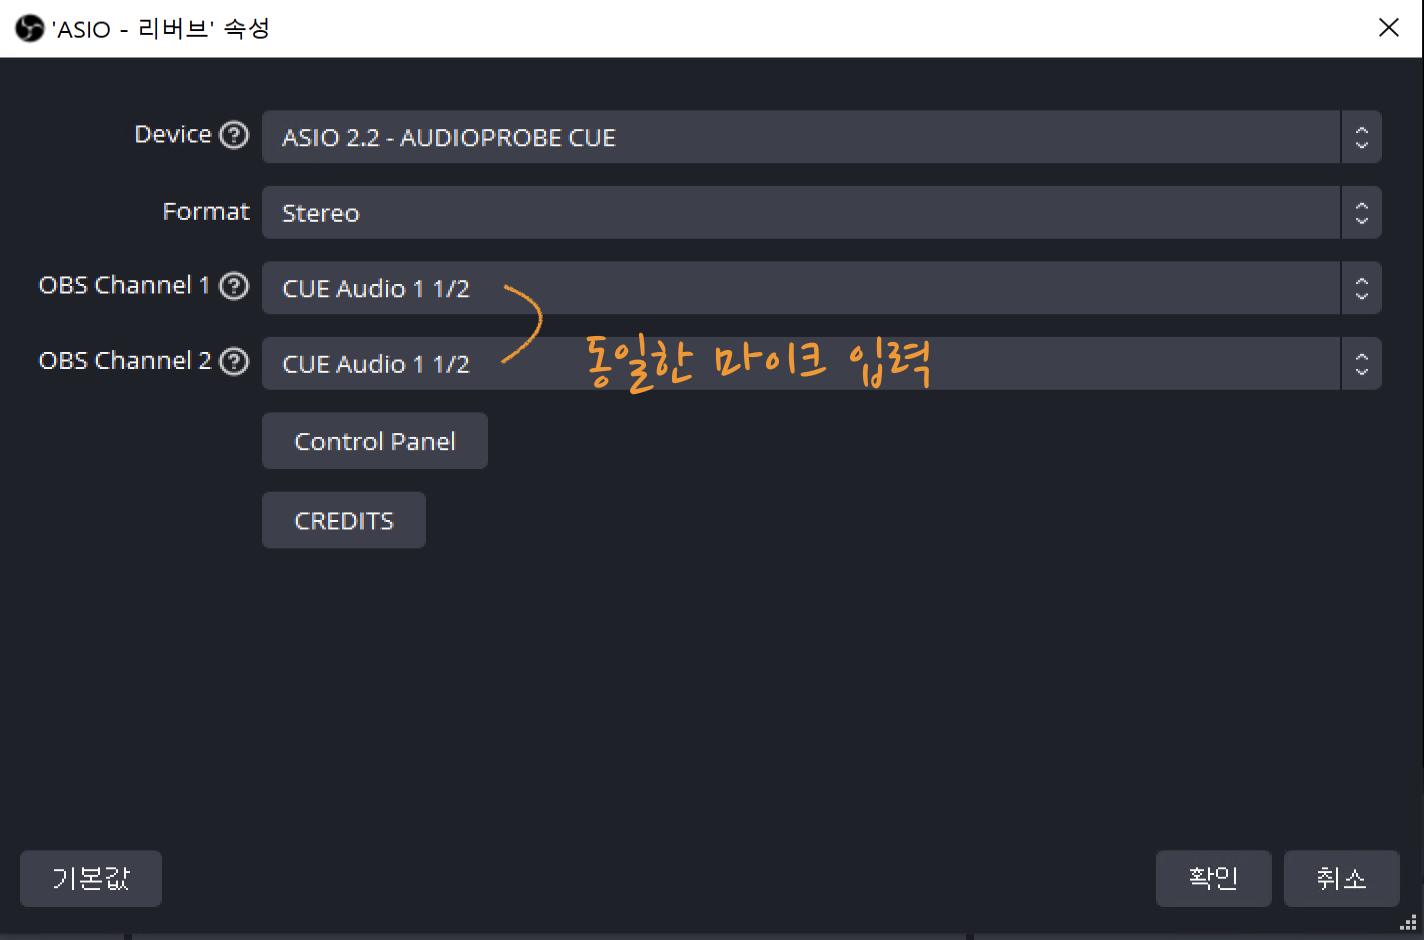 'ASIO - 리버브' 속성
Device ?
ASIO 2.2 - AUDIOPROBE CUE
Format
Stereo
OBS Channel 1 ?
CUE Audio 1 1/2
OBS Channel 2 ?
CUE Audio 1 1/2
동일한 마이크 입력
Control Panel
CREDITS
기본값
확인
취소